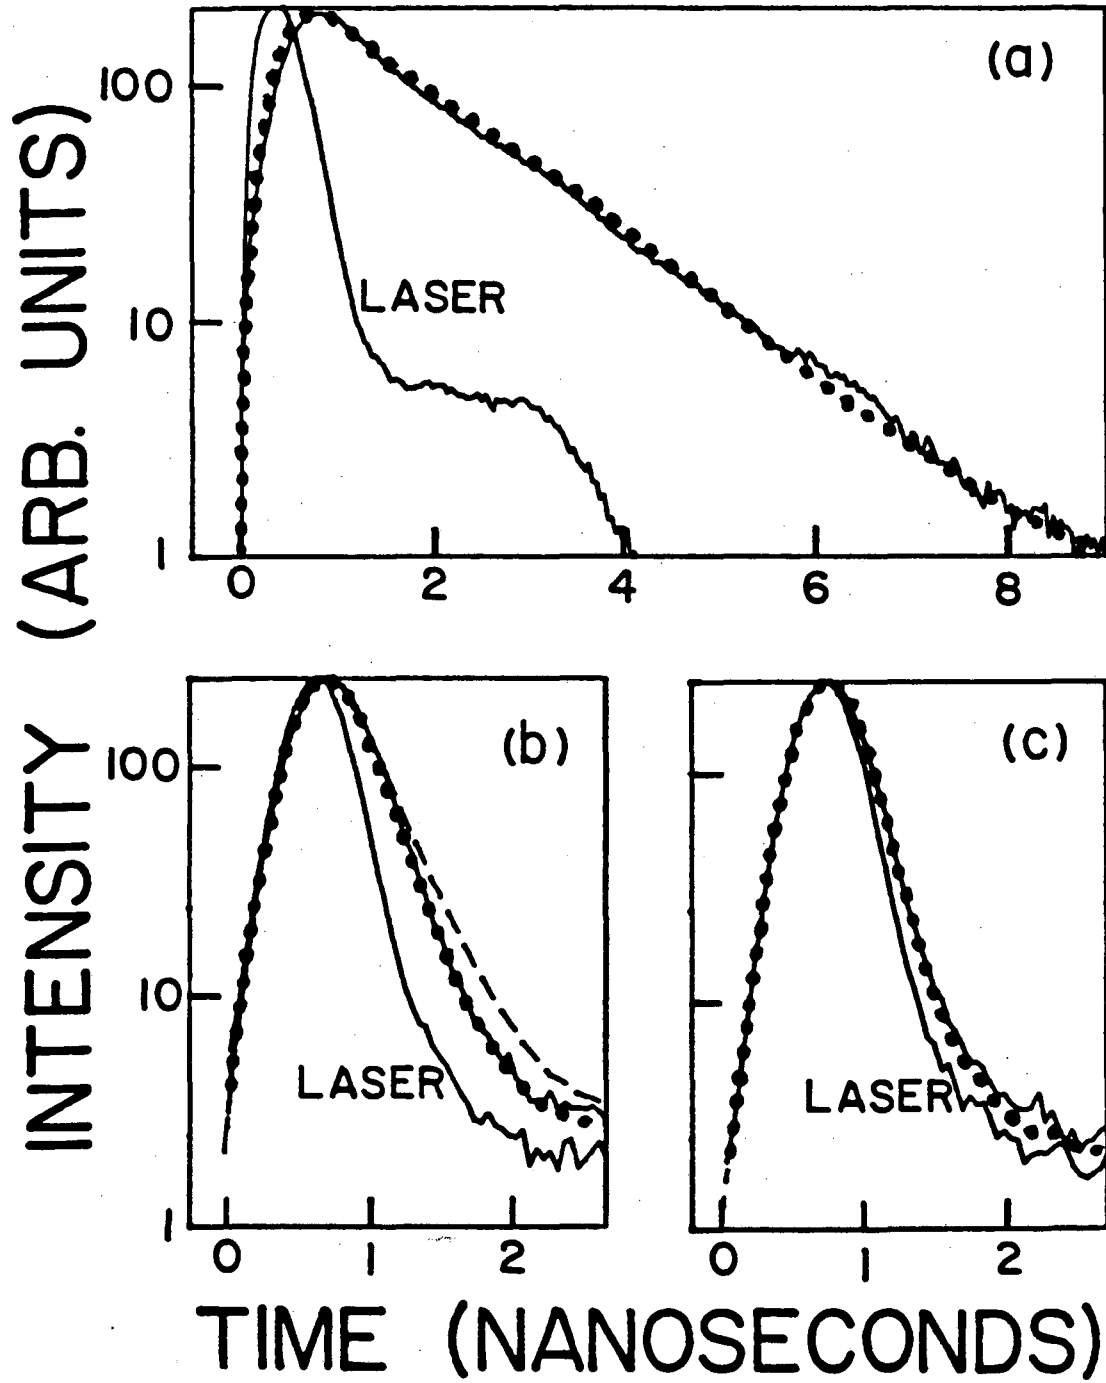 INTENSITY (ARB. UNITS)
(a)
100
10
1
LASER
0 2 4 6 8
(b)
100
10
1
LASER
0 1 2
(c)
LASER
0 1 2
TIME (NANOSECONDS)